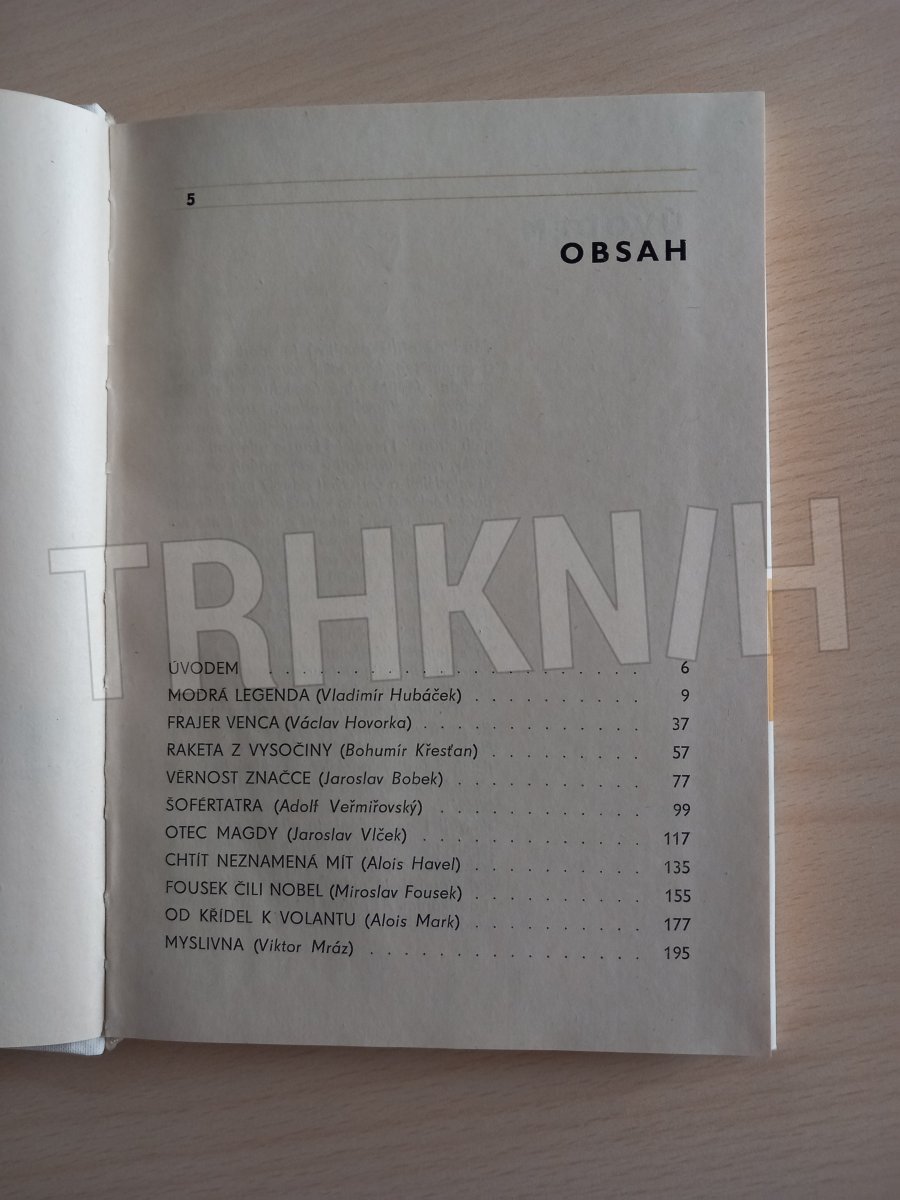 5
OBSAH
TRHKN/H
ÚVODEM . . . . . . . . . . . . . . . . . . 6
MODRÁ LEGENDA (Vladimír Hubáček) . . . . . . . . . . 9
FRAJER VENCA (Václav Hovorka) . . . . . . . . . . . . . 37
RAKETA Z VYSOČINY (Bohumír Křesťan) . . . . . . . . . 57
VĚRNOST ZNAČCE (Jaroslav Bobek) . . . . . . . . . . . 77
ŠOFÉRTATRA (Adolf Veřmiřovský) . . . . . . . . . . . . 99
OTEC MAGDY (Jaroslav Vlček) . . . . . . . . . . . . . 117
CHTÍT NEZNAMENÁ MÍT (Alois Havel) . . . . . . . . . . 135
FOUSEK ČILI NOBEL (Miroslav Fousek) . . . . . . . . . . 155
OD KŘÍDEL K VOLANTU (Alois Mark) . . . . . . . . . . 177
MYSLIVNA (Viktor Mráz) . . . . . . . . . . . . . . . . 195